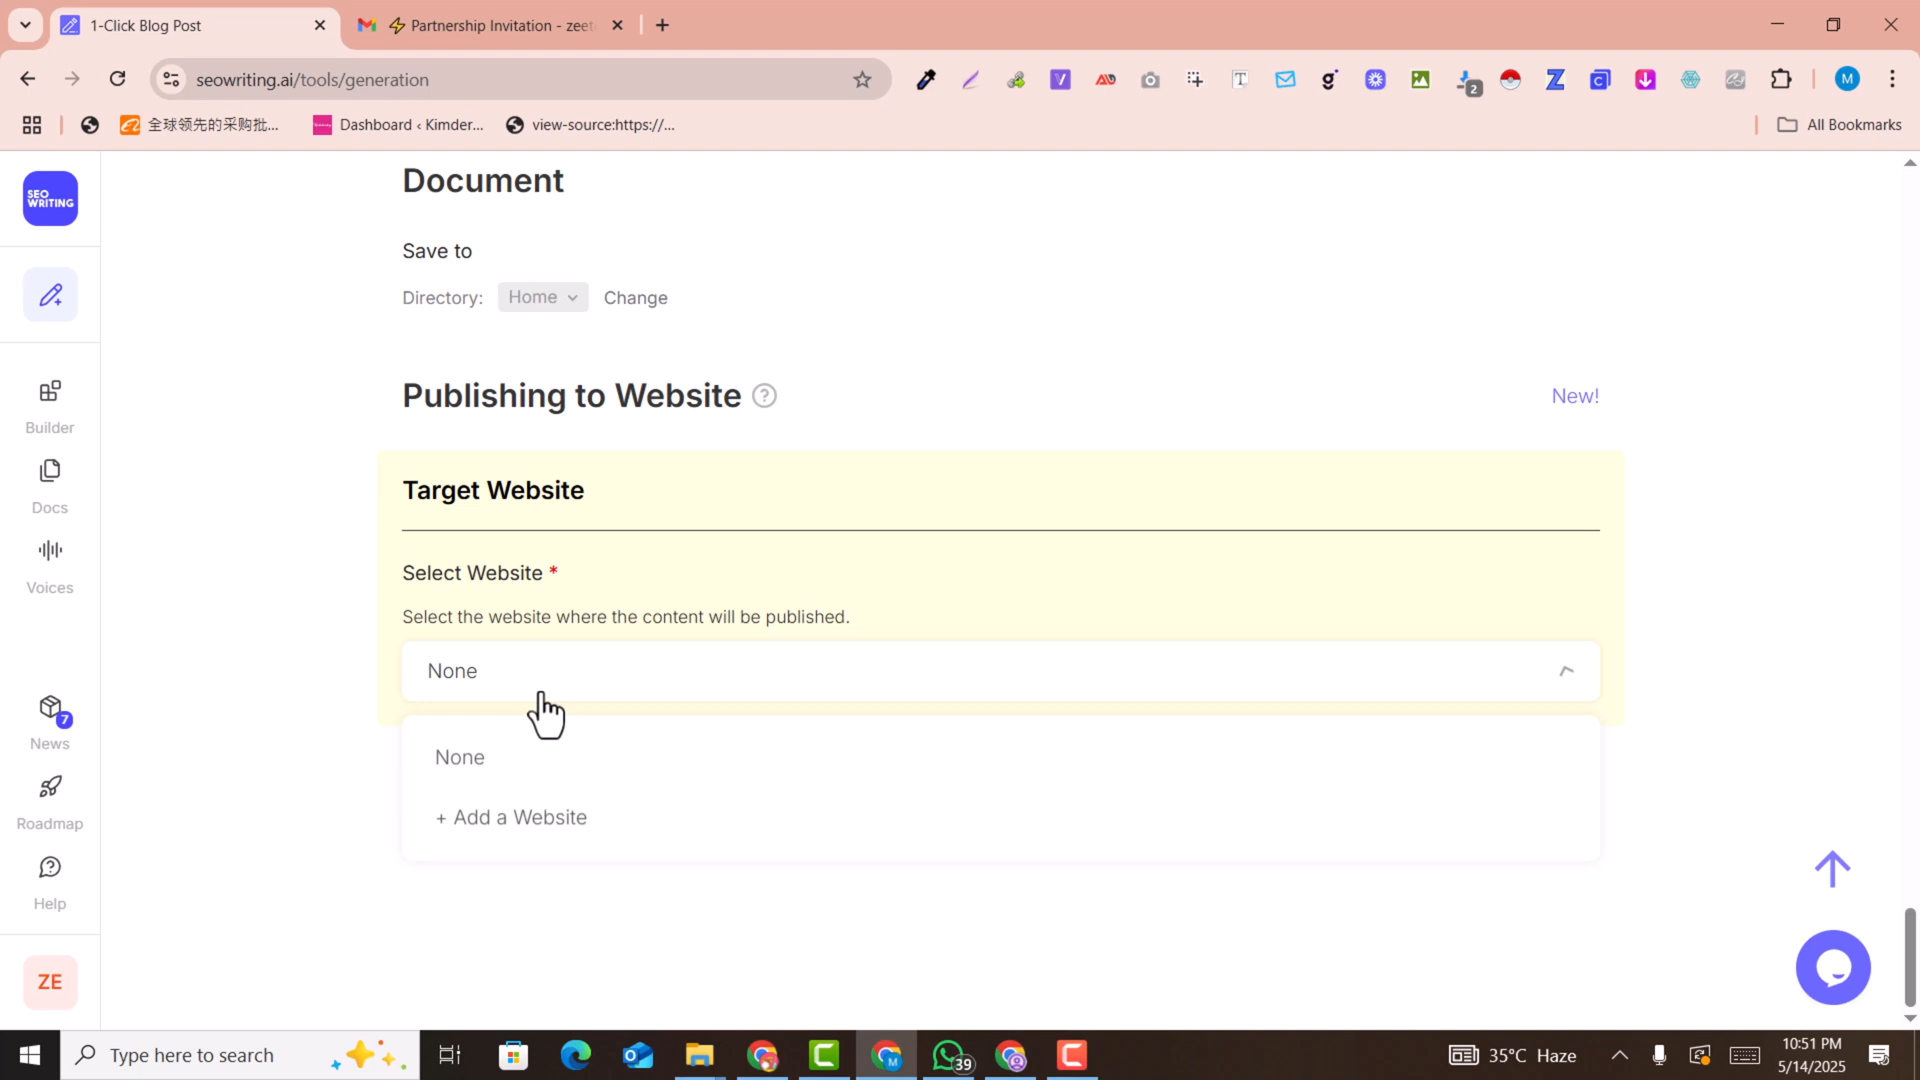 1-Click Blog Post
Partnership Invitation - zeet
seowriting.ai/tools/generation
2
M
全球领先的采购批...
Dashboard ‹ Kimder...
view-source:https://...
All Bookmarks
SEO
WRITING
Document
Save to
Directory:
Home
Change
Publishing to Website
?
New!
Target Website
Select Website *
Select the website where the content will be published.
None
None
+ Add a Website
Builder
Docs
Voices
7
News
Roadmap
Help
ZE
Type here to search
39
35°C Haze
10:51 PM
5/14/2025